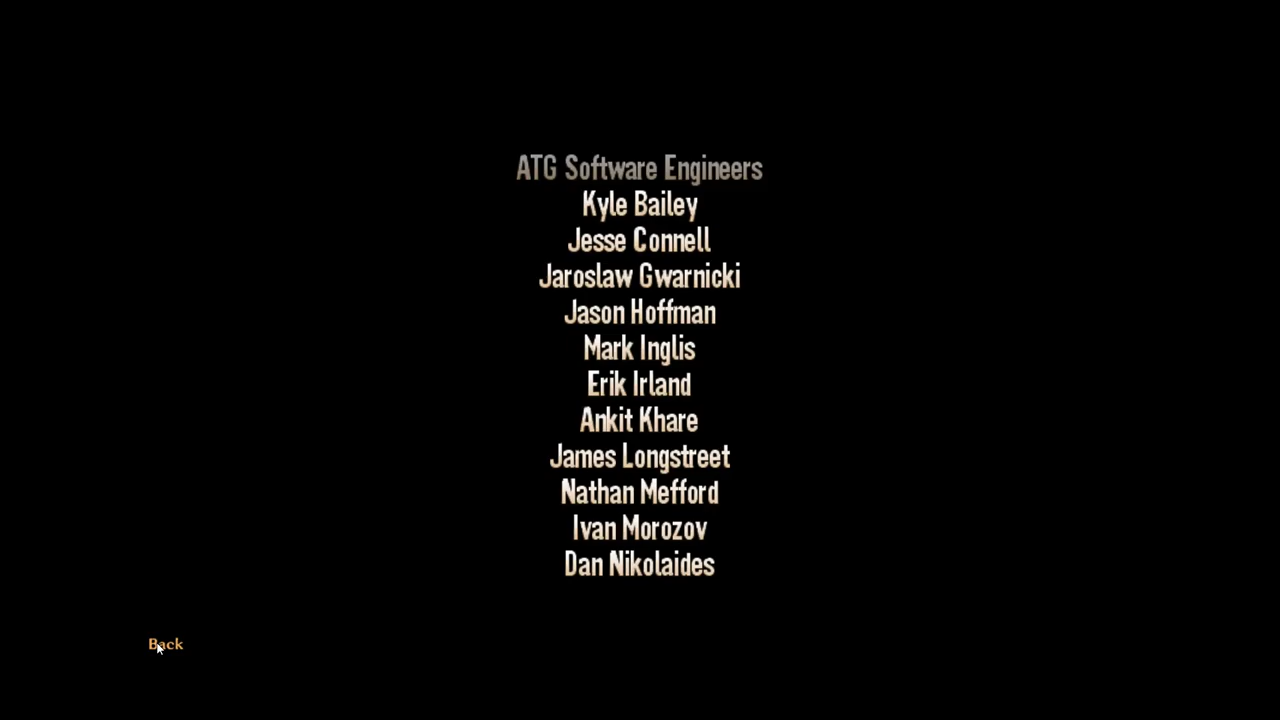 ATG Software Engineers
Kyle Bailey
Jesse Connell
Jaroslaw Gwarnicki
Jason Hoffman
Mark Inglis
Erik Irland
Ankit Khare
James Longstreet
Nathan Mefford
Ivan Morozov
Dan Nikolaides
Back